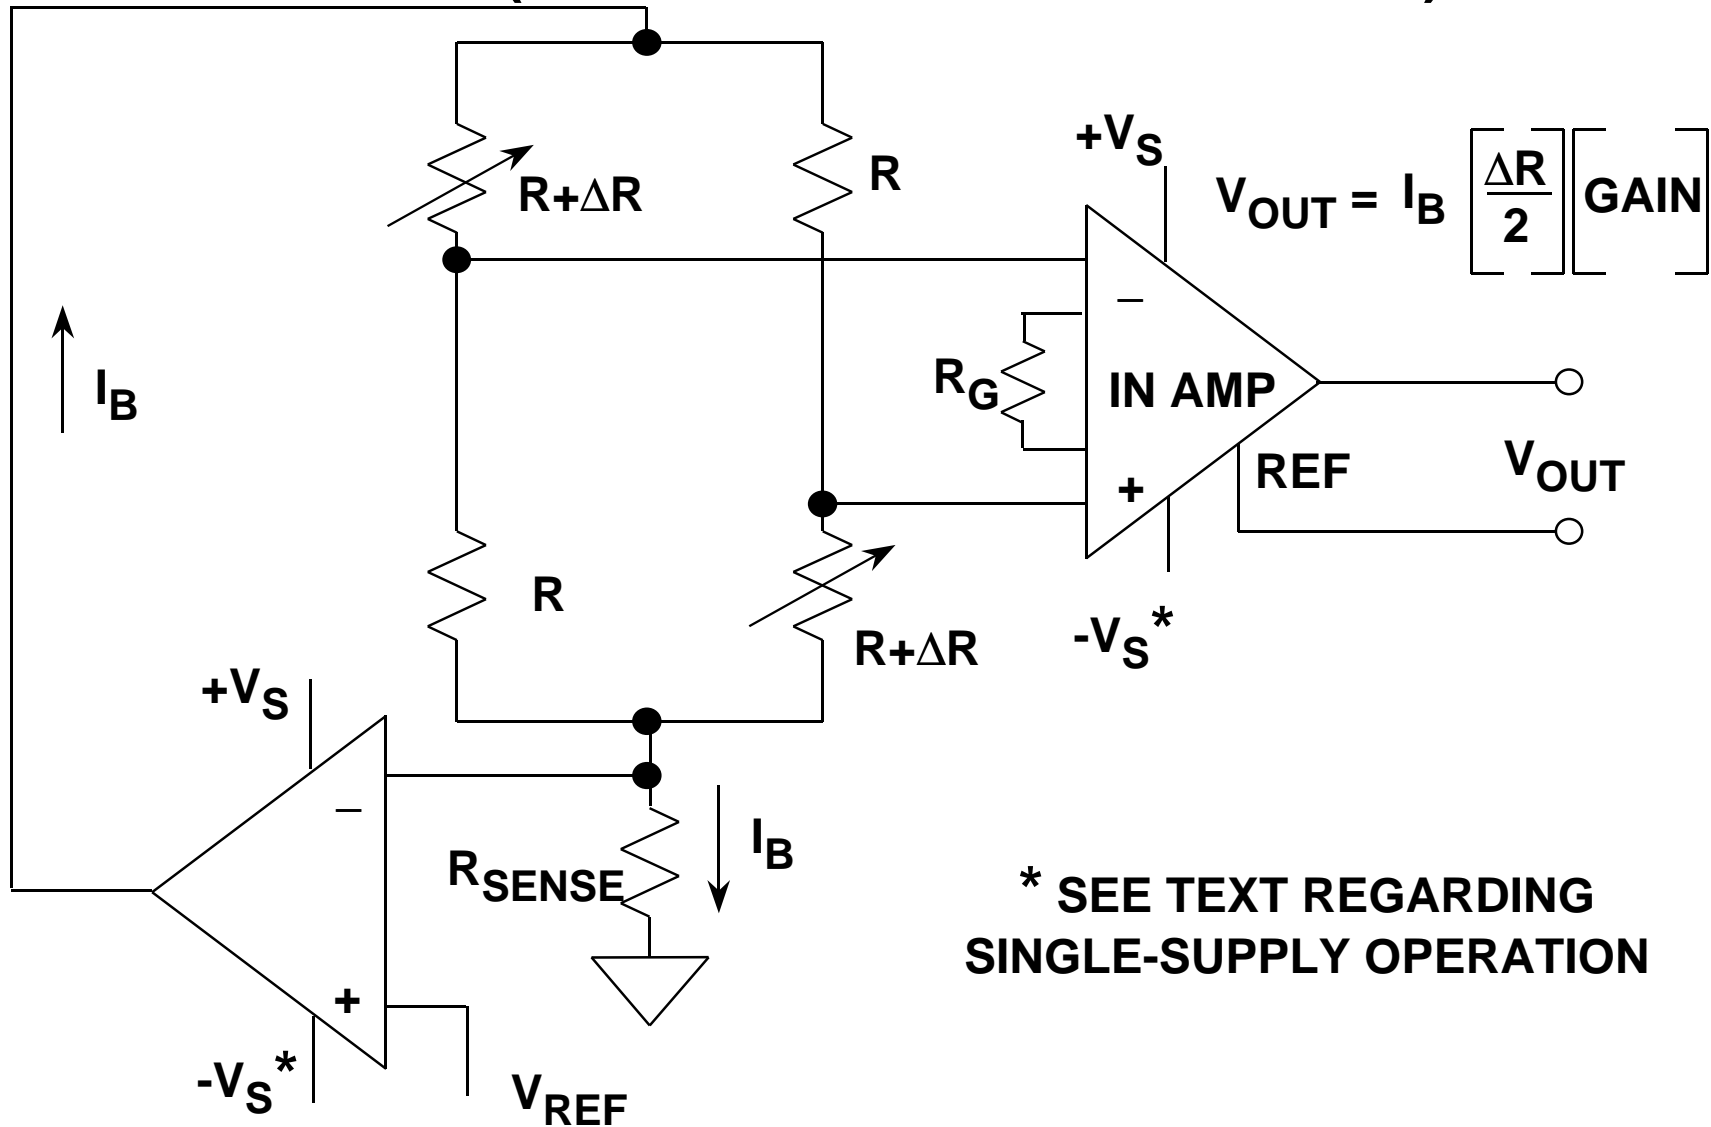 +VS
VOUT = IB [ΔR/2] [GAIN]
R+ΔR
R
−
RG
IN AMP
IB
REF
VOUT
+
R
R+ΔR
-VS*
+VS
−
RSENSE
IB
* SEE TEXT REGARDING
SINGLE-SUPPLY OPERATION
+
-VS*
VREF